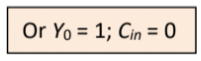 Or Y₀ = 1; Cᵢₙ = 0